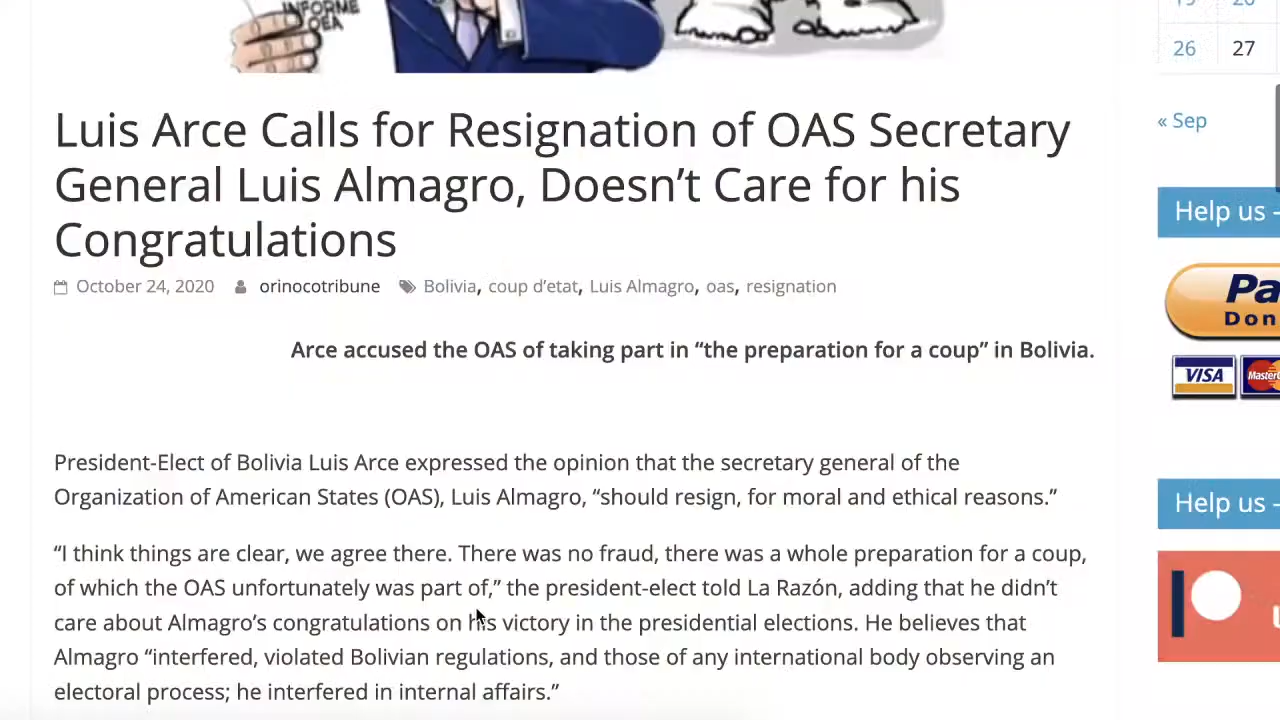 INFORME
OEA
Luis Arce Calls for Resignation of OAS Secretary
General Luis Almagro, Doesn’t Care for his
Congratulations
October 24, 2020 orinocotribune Bolivia, coup d’etat, Luis Almagro, oas, resignation
Arce accused the OAS of taking part in “the preparation for a coup” in Bolivia.
President-Elect of Bolivia Luis Arce expressed the opinion that the secretary general of the
Organization of American States (OAS), Luis Almagro, “should resign, for moral and ethical reasons.”
“I think things are clear, we agree there. There was no fraud, there was a whole preparation for a coup,
of which the OAS unfortunately was part of,” the president-elect told La Razón, adding that he didn’t
care about Almagro’s congratulations on his victory in the presidential elections. He believes that
Almagro “interfered, violated Bolivian regulations, and those of any international body observing an
electoral process; he interfered in internal affairs.”
26 27
« Sep
Help us -
Pa
Don
VISA
Master
Help us -